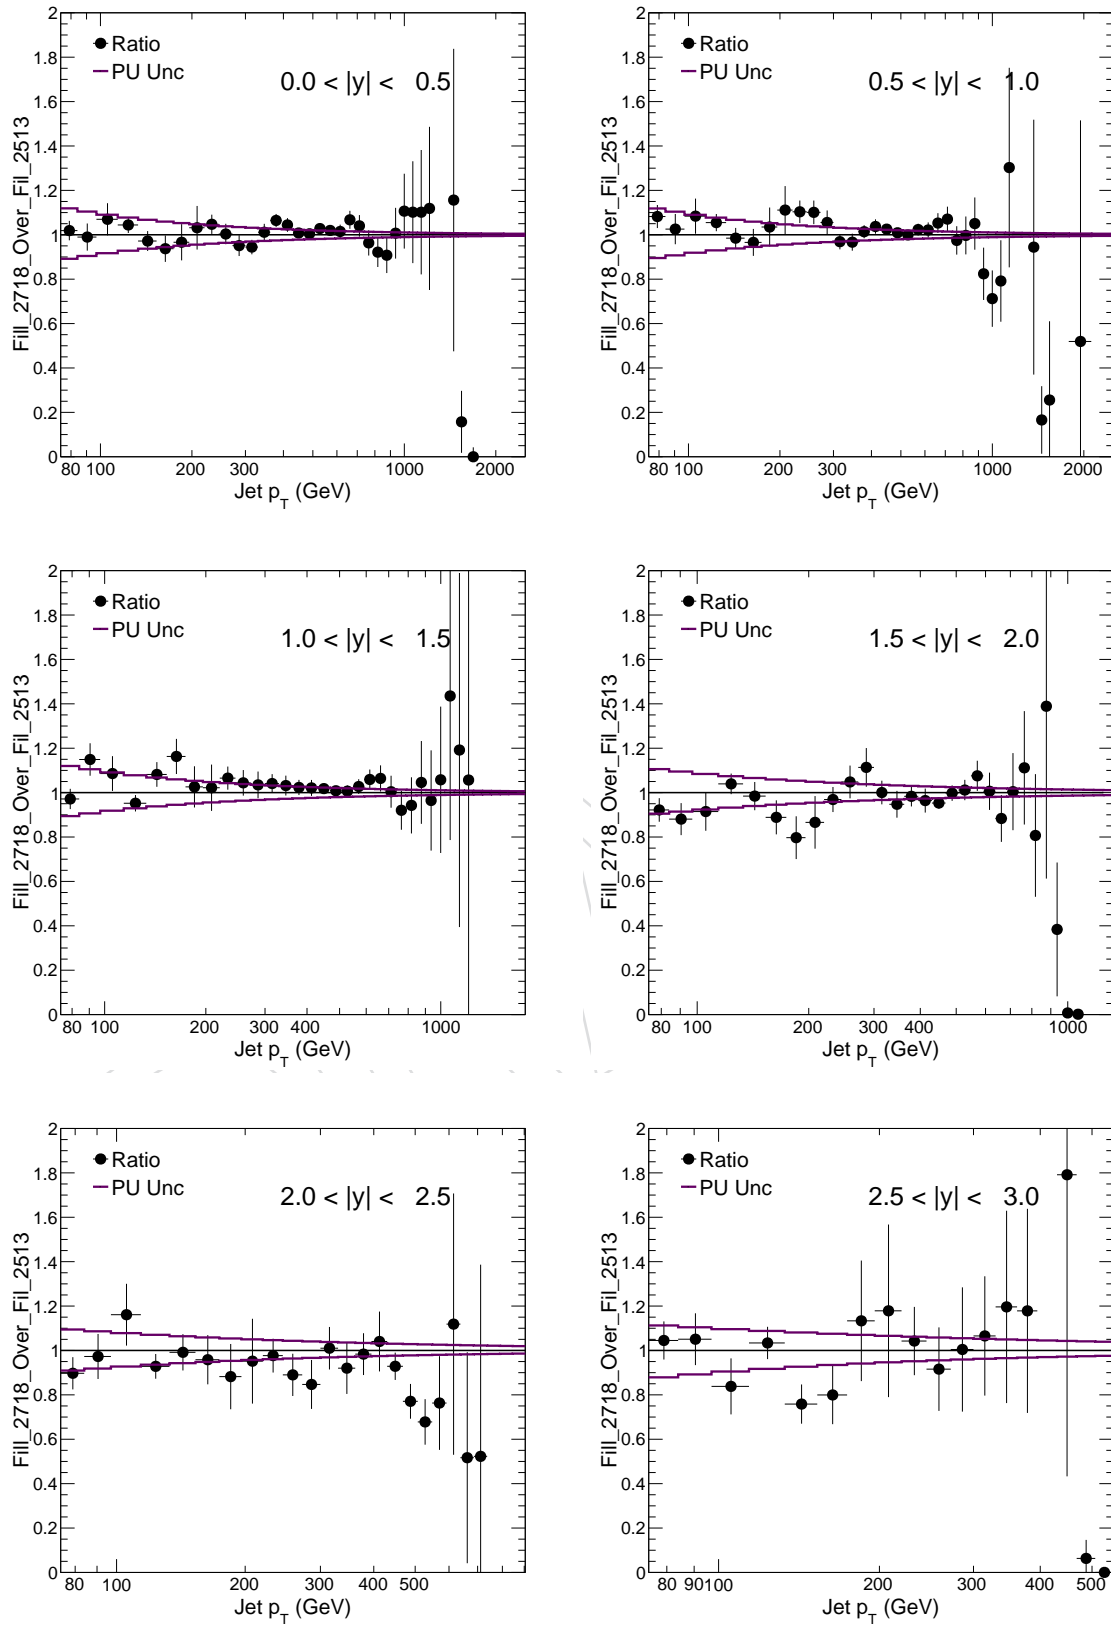 2
1.8
1.6
1.4
1.2
1
0.8
0.6
0.4
0.2
0
Fill_2718_Over_Fil_2513
Ratio
PU Unc
0.0 < |y| < 0.5
80 100 200 300 1000 2000
Jet p_T (GeV)
2
1.8
1.6
1.4
1.2
1
0.8
0.6
0.4
0.2
0
Fill_2718_Over_Fil_2513
Ratio
PU Unc
0.5 < |y| < 1.0
80 100 200 300 1000 2000
Jet p_T (GeV)
2
1.8
1.6
1.4
1.2
1
0.8
0.6
0.4
0.2
0
Fill_2718_Over_Fil_2513
Ratio
PU Unc
1.0 < |y| < 1.5
80 100 200 300 400 1000
Jet p_T (GeV)
2
1.8
1.6
1.4
1.2
1
0.8
0.6
0.4
0.2
0
Fill_2718_Over_Fil_2513
Ratio
PU Unc
1.5 < |y| < 2.0
80 100 200 300 400 1000
Jet p_T (GeV)
2
1.8
1.6
1.4
1.2
1
0.8
0.6
0.4
0.2
0
Fill_2718_Over_Fil_2513
Ratio
PU Unc
2.0 < |y| < 2.5
80 100 200 300 400 500
Jet p_T (GeV)
2
1.8
1.6
1.4
1.2
1
0.8
0.6
0.4
0.2
0
Fill_2718_Over_Fil_2513
Ratio
PU Unc
2.5 < |y| < 3.0
80 90 100 200 300 400 500
Jet p_T (GeV)